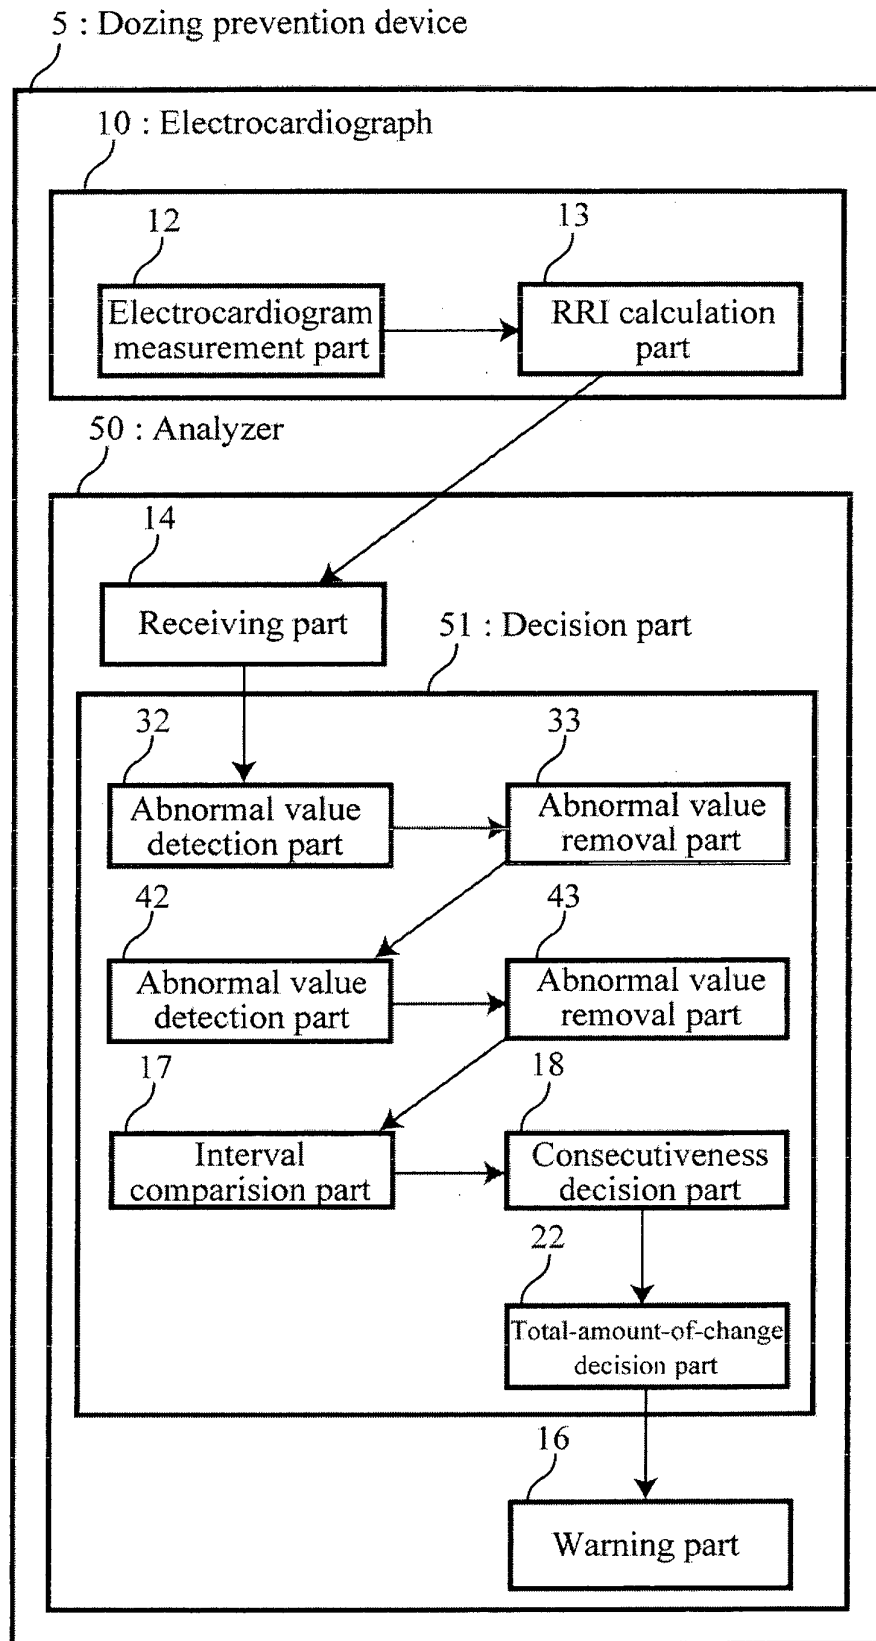 5 : Dozing prevention device
10 : Electrocardiograph
12
13
Electrocardiogram
measurement part
RRI calculation
part
50 : Analyzer
14
Receiving part
51 : Decision part
32
33
Abnormal value
detection part
Abnormal value
removal part
42
43
Abnormal value
detection part
Abnormal value
removal part
17
18
Interval
comparision part
Consecutiveness
decision part
22
Total-amount-of-change
decision part
16
Warning part